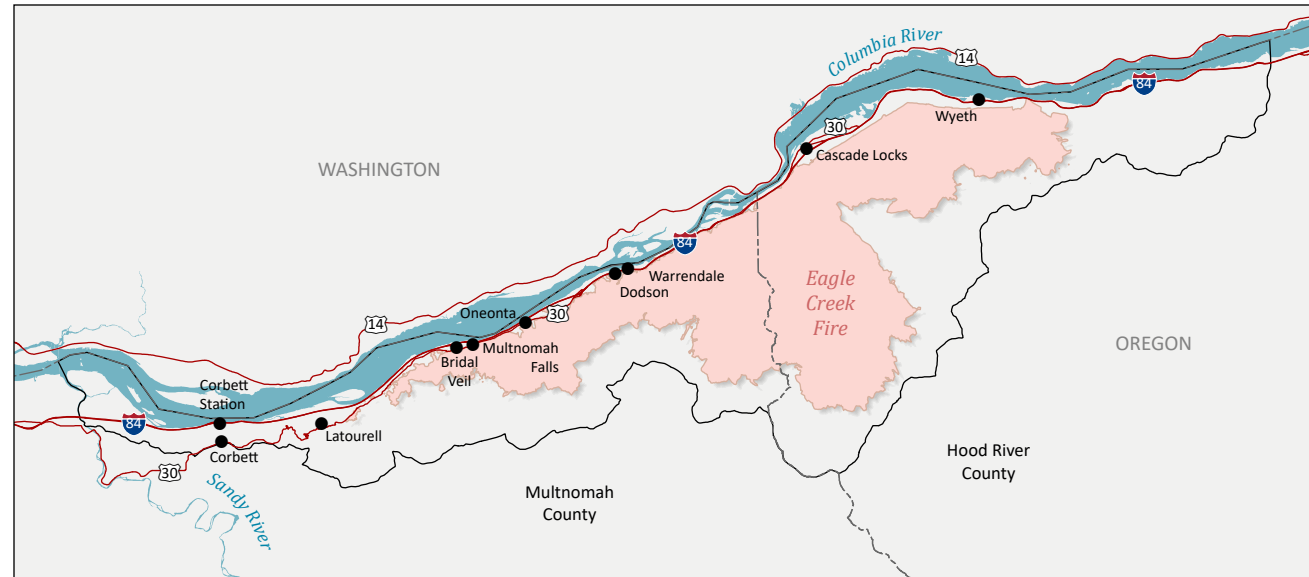 Columbia River
14
84
30
Wyeth
Cascade Locks
WASHINGTON
84
Warrendale
Dodson
Eagle
Creek
Fire
Oneonta
30
14
Multnomah
Falls
Bridal
Veil
OREGON
Corbett
Station
84
Latourell
Corbett
30
Sandy River
Hood River
County
Multnomah
County